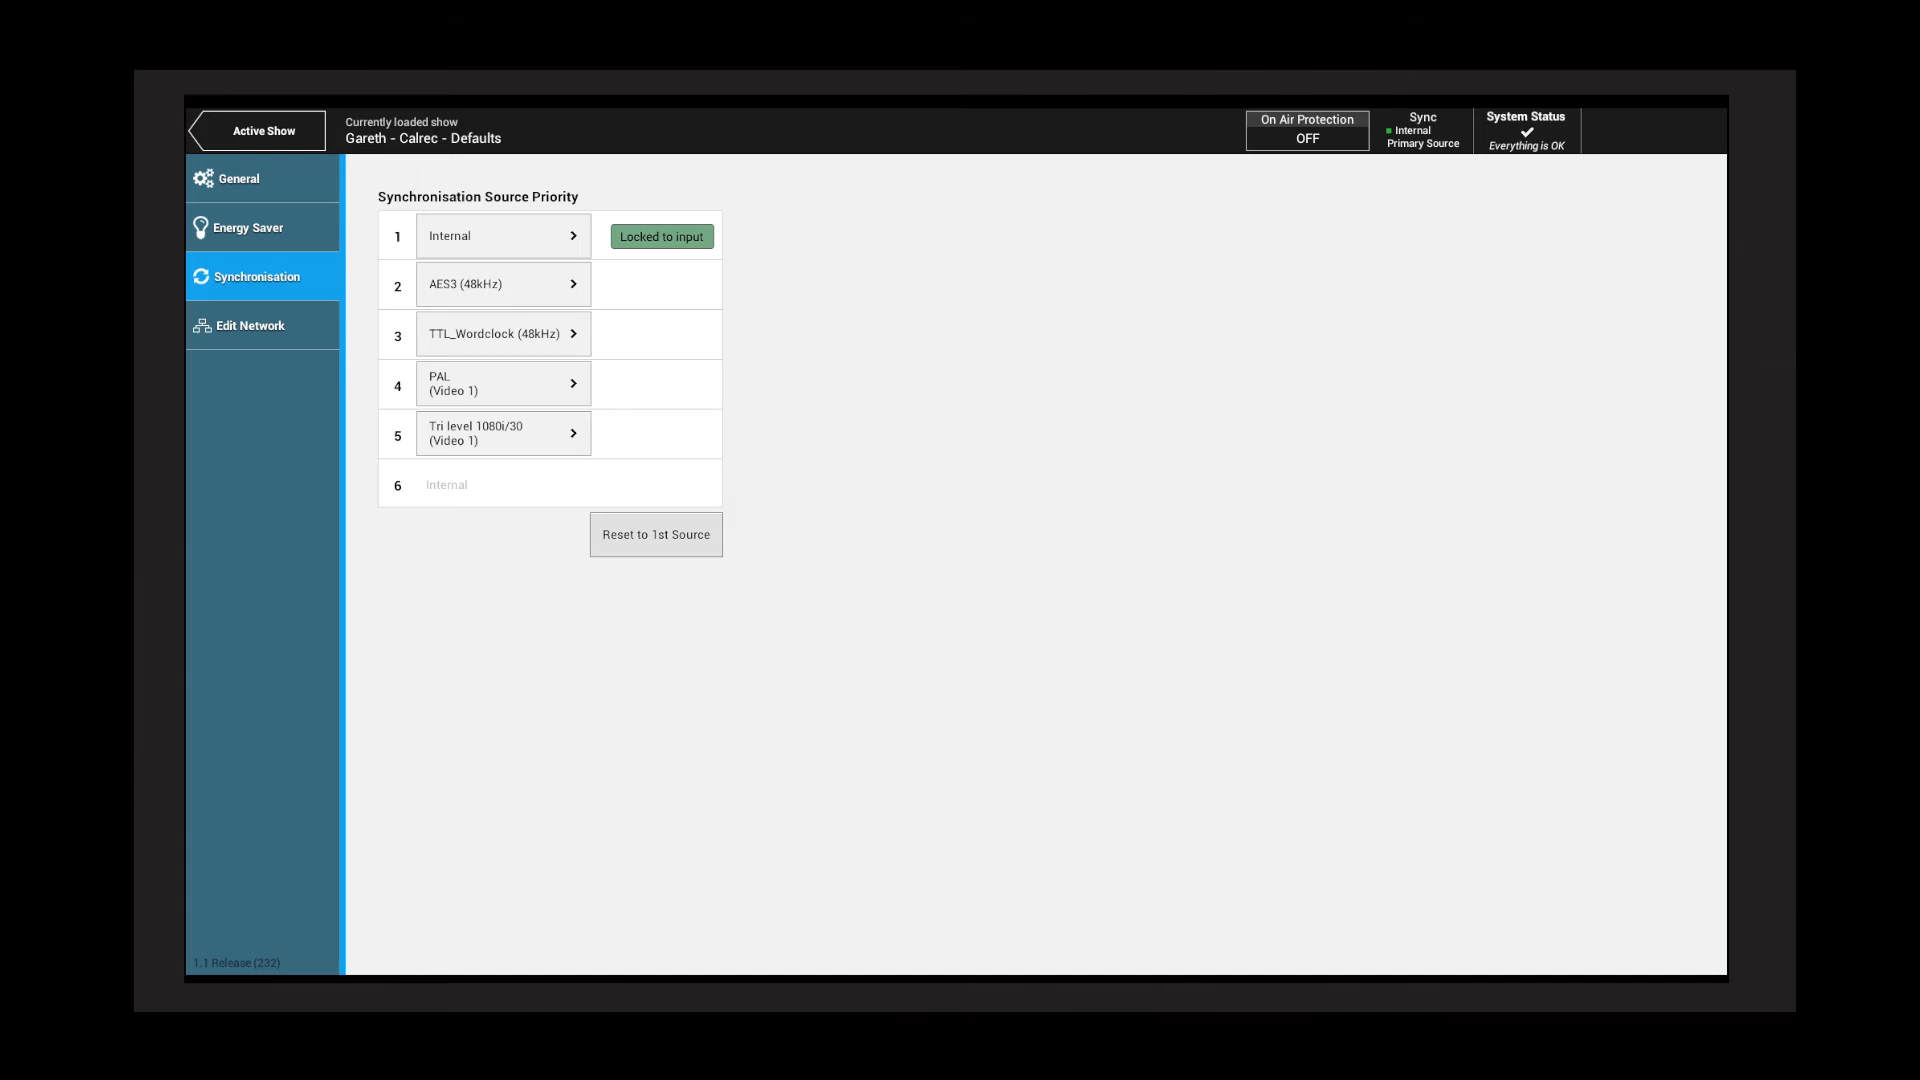 Active Show
Currently loaded show
Gareth - Calrec - Defaults
On Air Protection
OFF
Sync
Internal
Primary Source
System Status
Everything is OK
General
Energy Saver
Synchronisation
Edit Network
1.1 Release (232)
Synchronisation Source Priority
1 Internal Locked to input
2 AES3 (48kHz)
3 TTL_Wordclock (48kHz)
4 PAL
(Video 1)
5 Tri level 1080i/30
(Video 1)
6 Internal
Reset to 1st Source